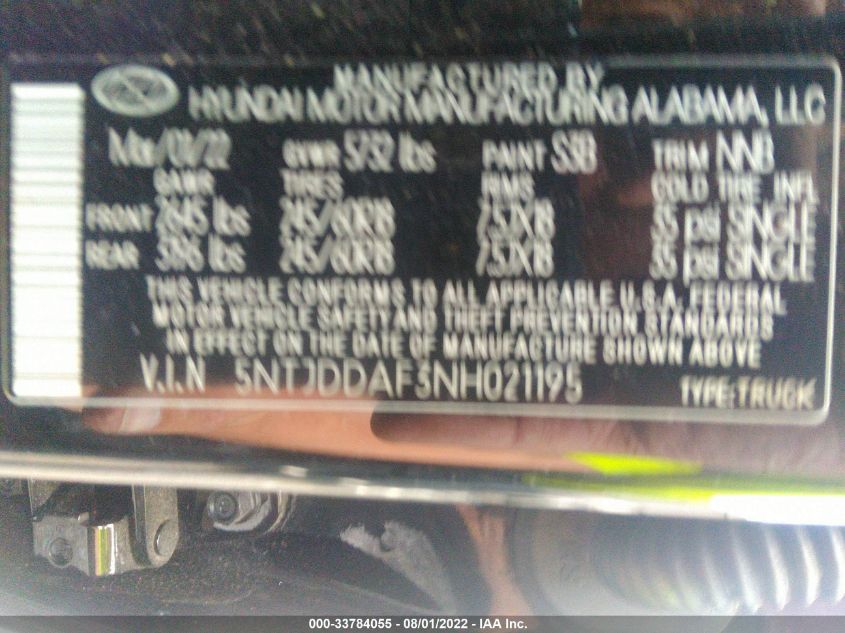 MANUFACTURED BY
HYUNDAI MOTOR MANUFACTURING ALABAMA, LLC
Mar/01/22 GVWR 5732 lbs PAINT S3B TRIM NNB
GAWR TIRES RIMS COLD TIRE INFL
FRONT 2645 lbs 245/60R18 7.5JX18 35 psi SINGLE
REAR lbs 245/60R18 7.5JX18 35 psi SINGLE
THIS VEHICLE CONFORMS TO ALL APPLICABLE U.S.A. FEDERAL
MOTOR VEHICLE SAFETY AND THEFT PREVENTION STANDARDS
IN EFFECT ON THE DATE OF MANUFACTURE SHOWN ABOVE
V.I.N 5NTJDDAF3NH021195 TYPE:TRUCK
000-33784055 - 08/01/2022 - IAA Inc.